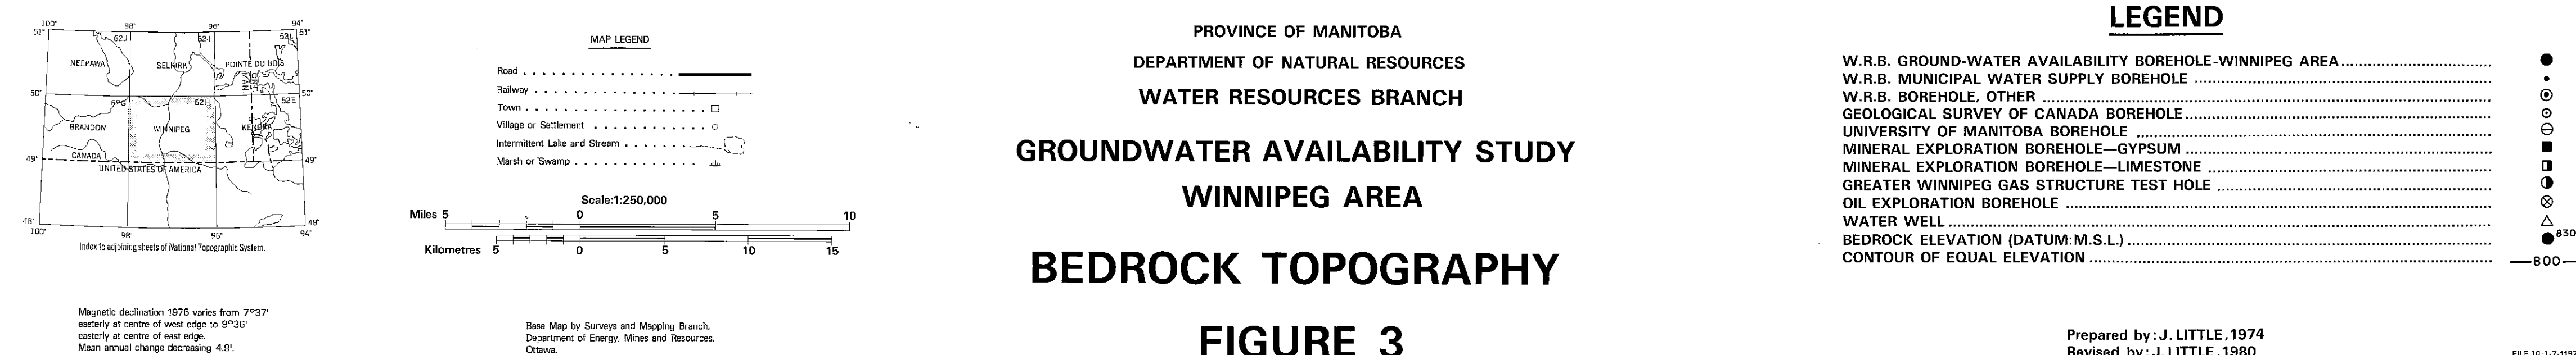 100° 98° 96° 94°
51° 62J 62I 52L 51°
NEEPAWA SELKIRK POINTE DU BOIS
MAN. ONT.
50° 62G 62H 52E 50°
BRANDON WINNIPEG KENORA
49° CANADA 49°
UNITED STATES OF AMERICA
48° 48°
100° 98° 96° 94°
Index to adjoining sheets of National Topographic System.
Magnetic declination 1976 varies from 7°37'
easterly at centre of west edge to 9°36'
easterly at centre of east edge.
Mean annual change decreasing 4.9'.
MAP LEGEND
Road
Railway
Town
Village or Settlement
Intermittent Lake and Stream
Marsh or Swamp
Scale:1:250,000
Miles 5 0 5 10
Kilometres 5 0 5 10 15
Base Map by Surveys and Mapping Branch,
Department of Energy, Mines and Resources,
Ottawa.
PROVINCE OF MANITOBA
DEPARTMENT OF NATURAL RESOURCES
WATER RESOURCES BRANCH
GROUNDWATER AVAILABILITY STUDY
WINNIPEG AREA
BEDROCK TOPOGRAPHY
FIGURE 3
LEGEND
W.R.B. GROUND-WATER AVAILABILITY BOREHOLE-WINNIPEG AREA
W.R.B. MUNICIPAL WATER SUPPLY BOREHOLE
W.R.B. BOREHOLE, OTHER
GEOLOGICAL SURVEY OF CANADA BOREHOLE
UNIVERSITY OF MANITOBA BOREHOLE
MINERAL EXPLORATION BOREHOLE—GYPSUM
MINERAL EXPLORATION BOREHOLE—LIMESTONE
GREATER WINNIPEG GAS STRUCTURE TEST HOLE
OIL EXPLORATION BOREHOLE
WATER WELL
BEDROCK ELEVATION (DATUM:M.S.L.) 830
CONTOUR OF EQUAL ELEVATION 800
Prepared by: J. LITTLE, 1974
Revised by: J. LITTLE, 1980